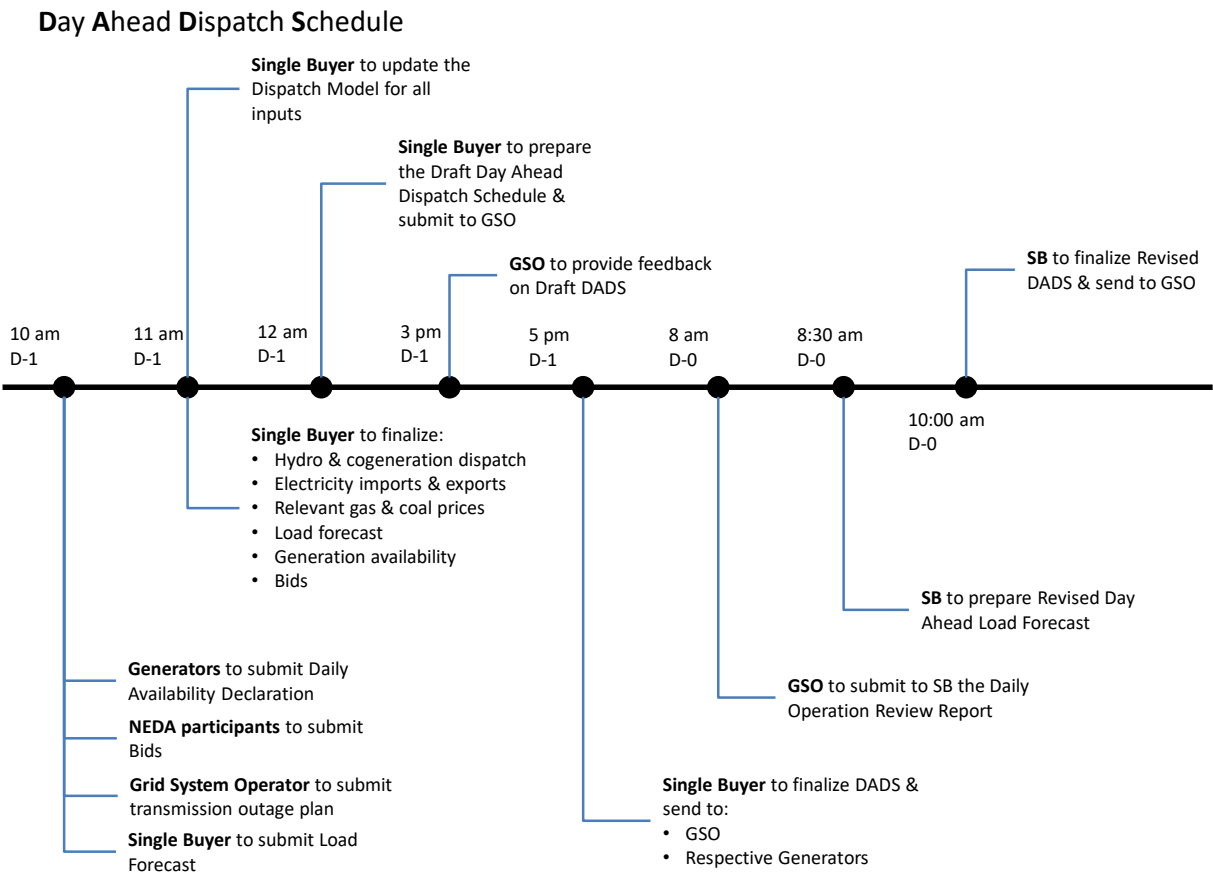 Day Ahead Dispatch Schedule
Single Buyer to update the
Dispatch Model for all
inputs
Single Buyer to prepare
the Draft Day Ahead
Dispatch Schedule &
submit to GSO
GSO to provide feedback
on Draft DADS
SB to finalize Revised
DADS & send to GSO
10 am
D-1
11 am
D-1
12 am
D-1
3 pm
D-1
5 pm
D-1
8 am
D-0
8:30 am
D-0
10:00 am
D-0
Single Buyer to finalize:
• Hydro & cogeneration dispatch
• Electricity imports & exports
• Relevant gas & coal prices
• Load forecast
• Generation availability
• Bids
SB to prepare Revised Day
Ahead Load Forecast
Generators to submit Daily
Availability Declaration
NEDA participants to submit
Bids
Grid System Operator to submit
transmission outage plan
Single Buyer to submit Load
Forecast
GSO to submit to SB the Daily
Operation Review Report
Single Buyer to finalize DADS &
send to:
• GSO
• Respective Generators